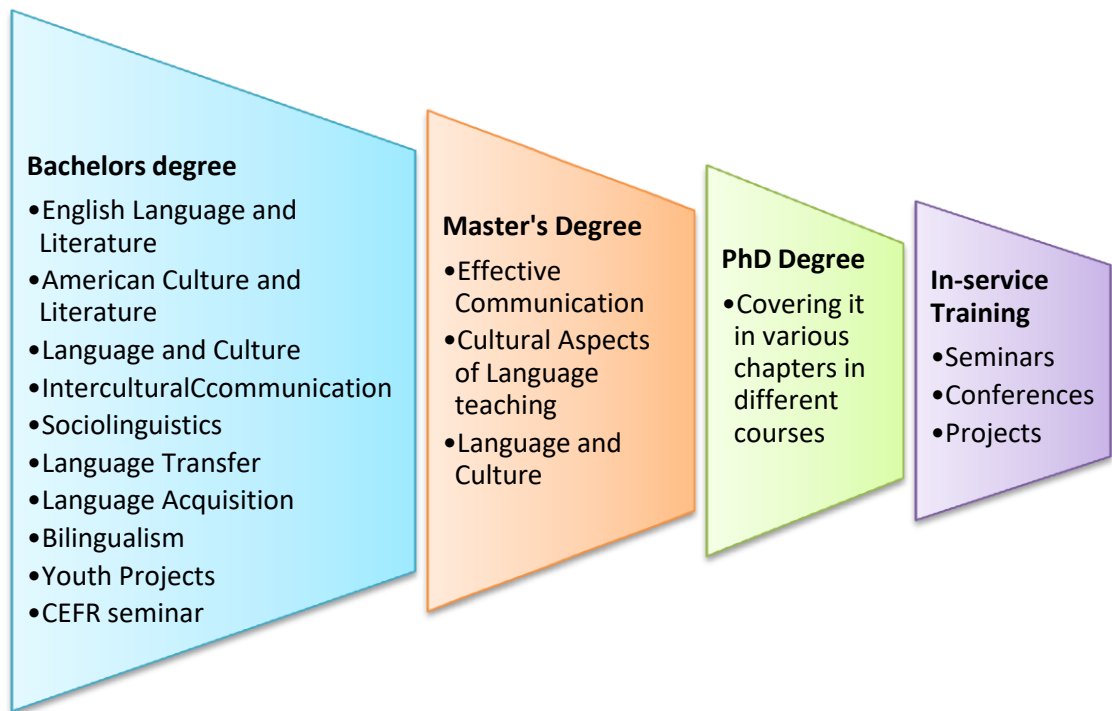 Bachelors degree
•English Language and
Literature
•American Culture and
Literature
•Language and Culture
•InterculturalCcommunication
•Sociolinguistics
•Language Transfer
•Language Acquisition
•Bilingualism
•Youth Projects
•CEFR seminar
Master's Degree
•Effective
Communication
•Cultural Aspects
of Language
teaching
•Language and
Culture
PhD Degree
•Covering it
in various
chapters in
different
courses
In-service
Training
•Seminars
•Conferences
•Projects